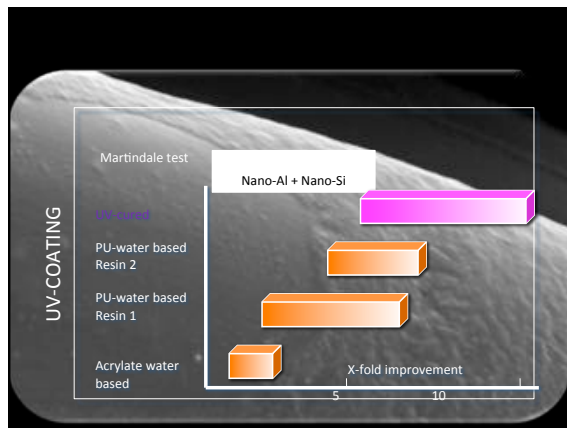 Martindale test
Nano-Al + Nano-Si
UV-COATING
UV-cured
PU-water based
Resin 2
PU-water based
Resin 1
Acrylate water
based
X-fold improvement
5
10